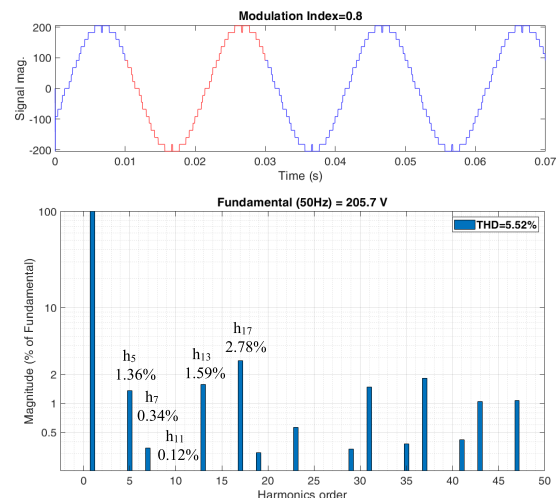 Modulation Index=0.8
Signal mag.
200
100
0
-100
-200
0
0.01
0.02
0.03
0.04
0.05
0.06
0.07
Time (s)
Fundamental (50Hz) = 205.7 V
THD=5.52%
Magnitude (% of Fundamental)
100
10
2
1
0.5
h5
1.36%
h7
0.34%
h11
0.12%
h13
1.59%
h17
2.78%
0
5
10
15
20
25
30
35
40
45
50
Harmonics order